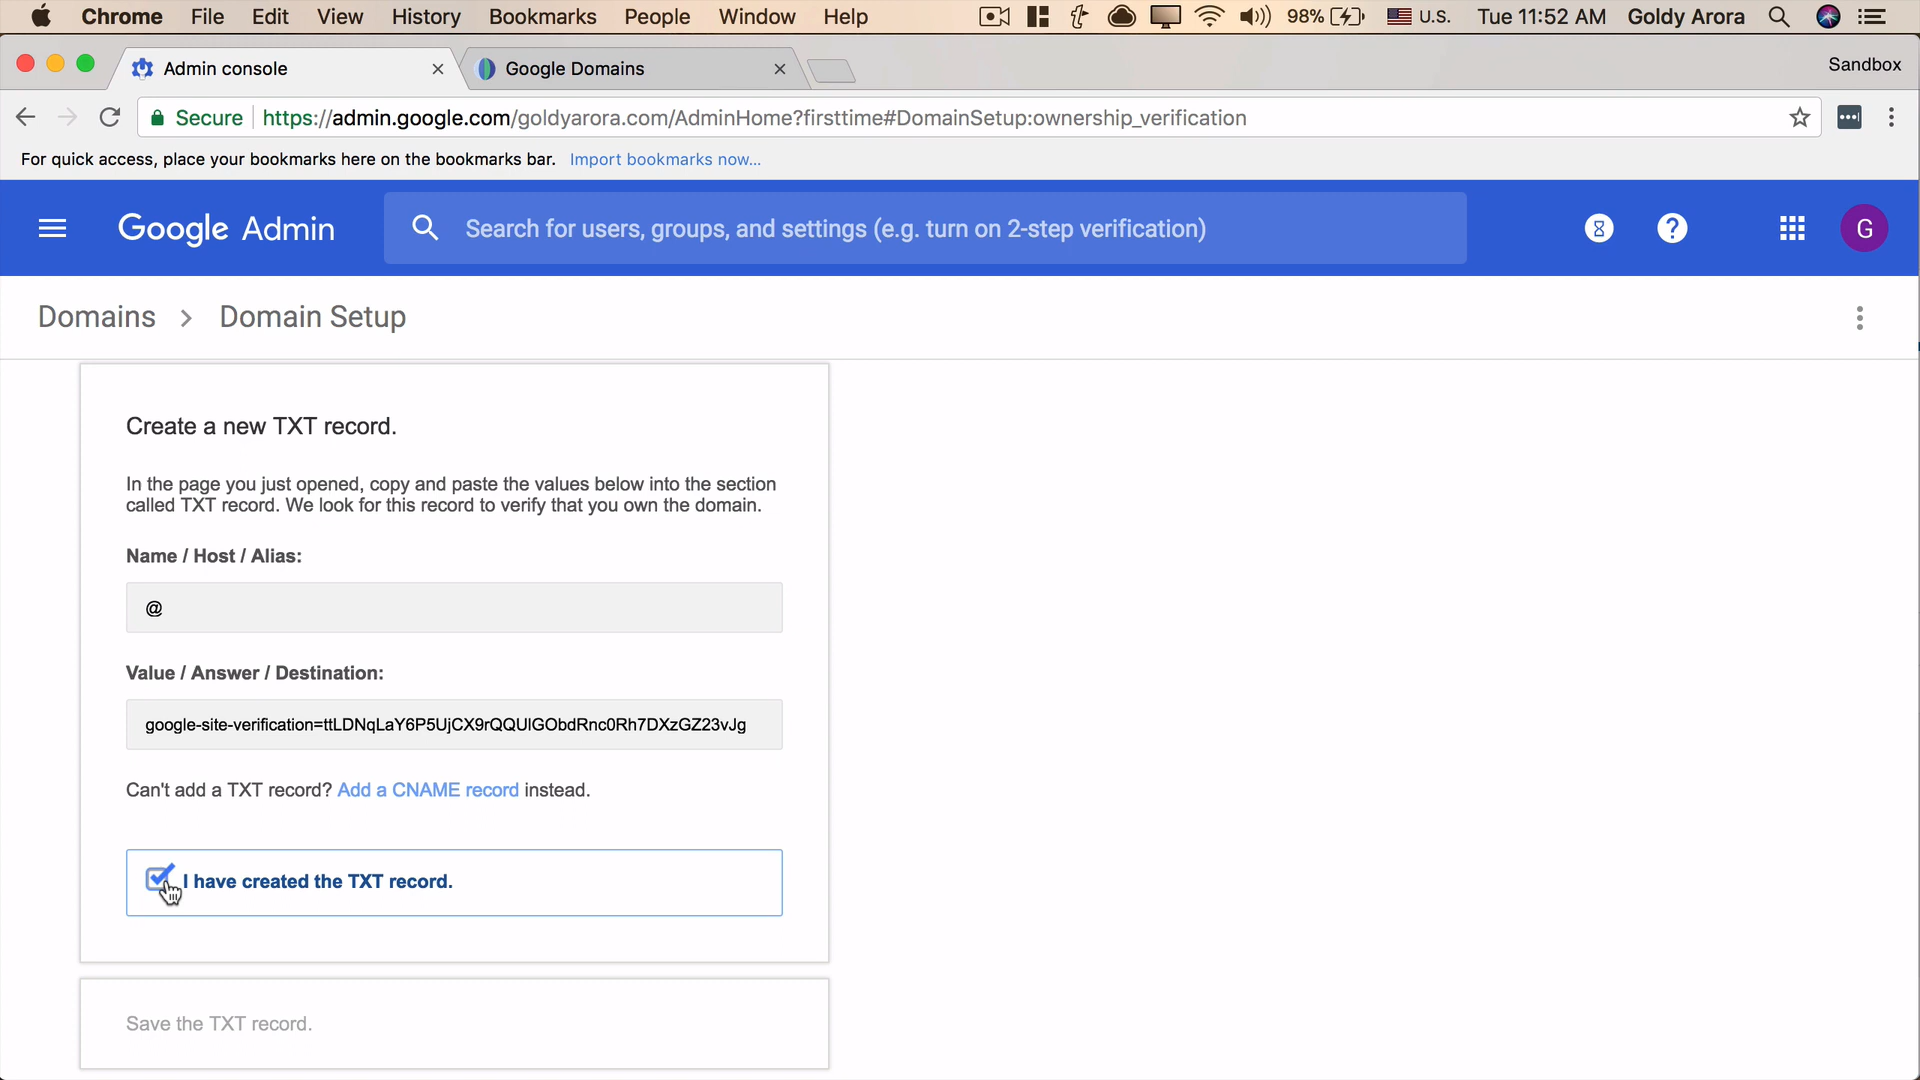 Chrome File Edit View History Bookmarks People Window Help 98% U.S. Tue 11:52 AM Goldy Arora
Admin console Google Domains Sandbox
Secure https://admin.google.com/goldyarora.com/AdminHome?firsttime#DomainSetup:ownership_verification
For quick access, place your bookmarks here on the bookmarks bar. Import bookmarks now...
Google Admin Search for users, groups, and settings (e.g. turn on 2-step verification) G
Domains > Domain Setup
Create a new TXT record.
In the page you just opened, copy and paste the values below into the section
called TXT record. We look for this record to verify that you own the domain.
Name / Host / Alias:
@
Value / Answer / Destination:
google-site-verification=ttLDNqLaY6P5UjCX9rQQUlGObdRnc0Rh7DXzGZ23vJg
Can't add a TXT record? Add a CNAME record instead.
I have created the TXT record.
Save the TXT record.